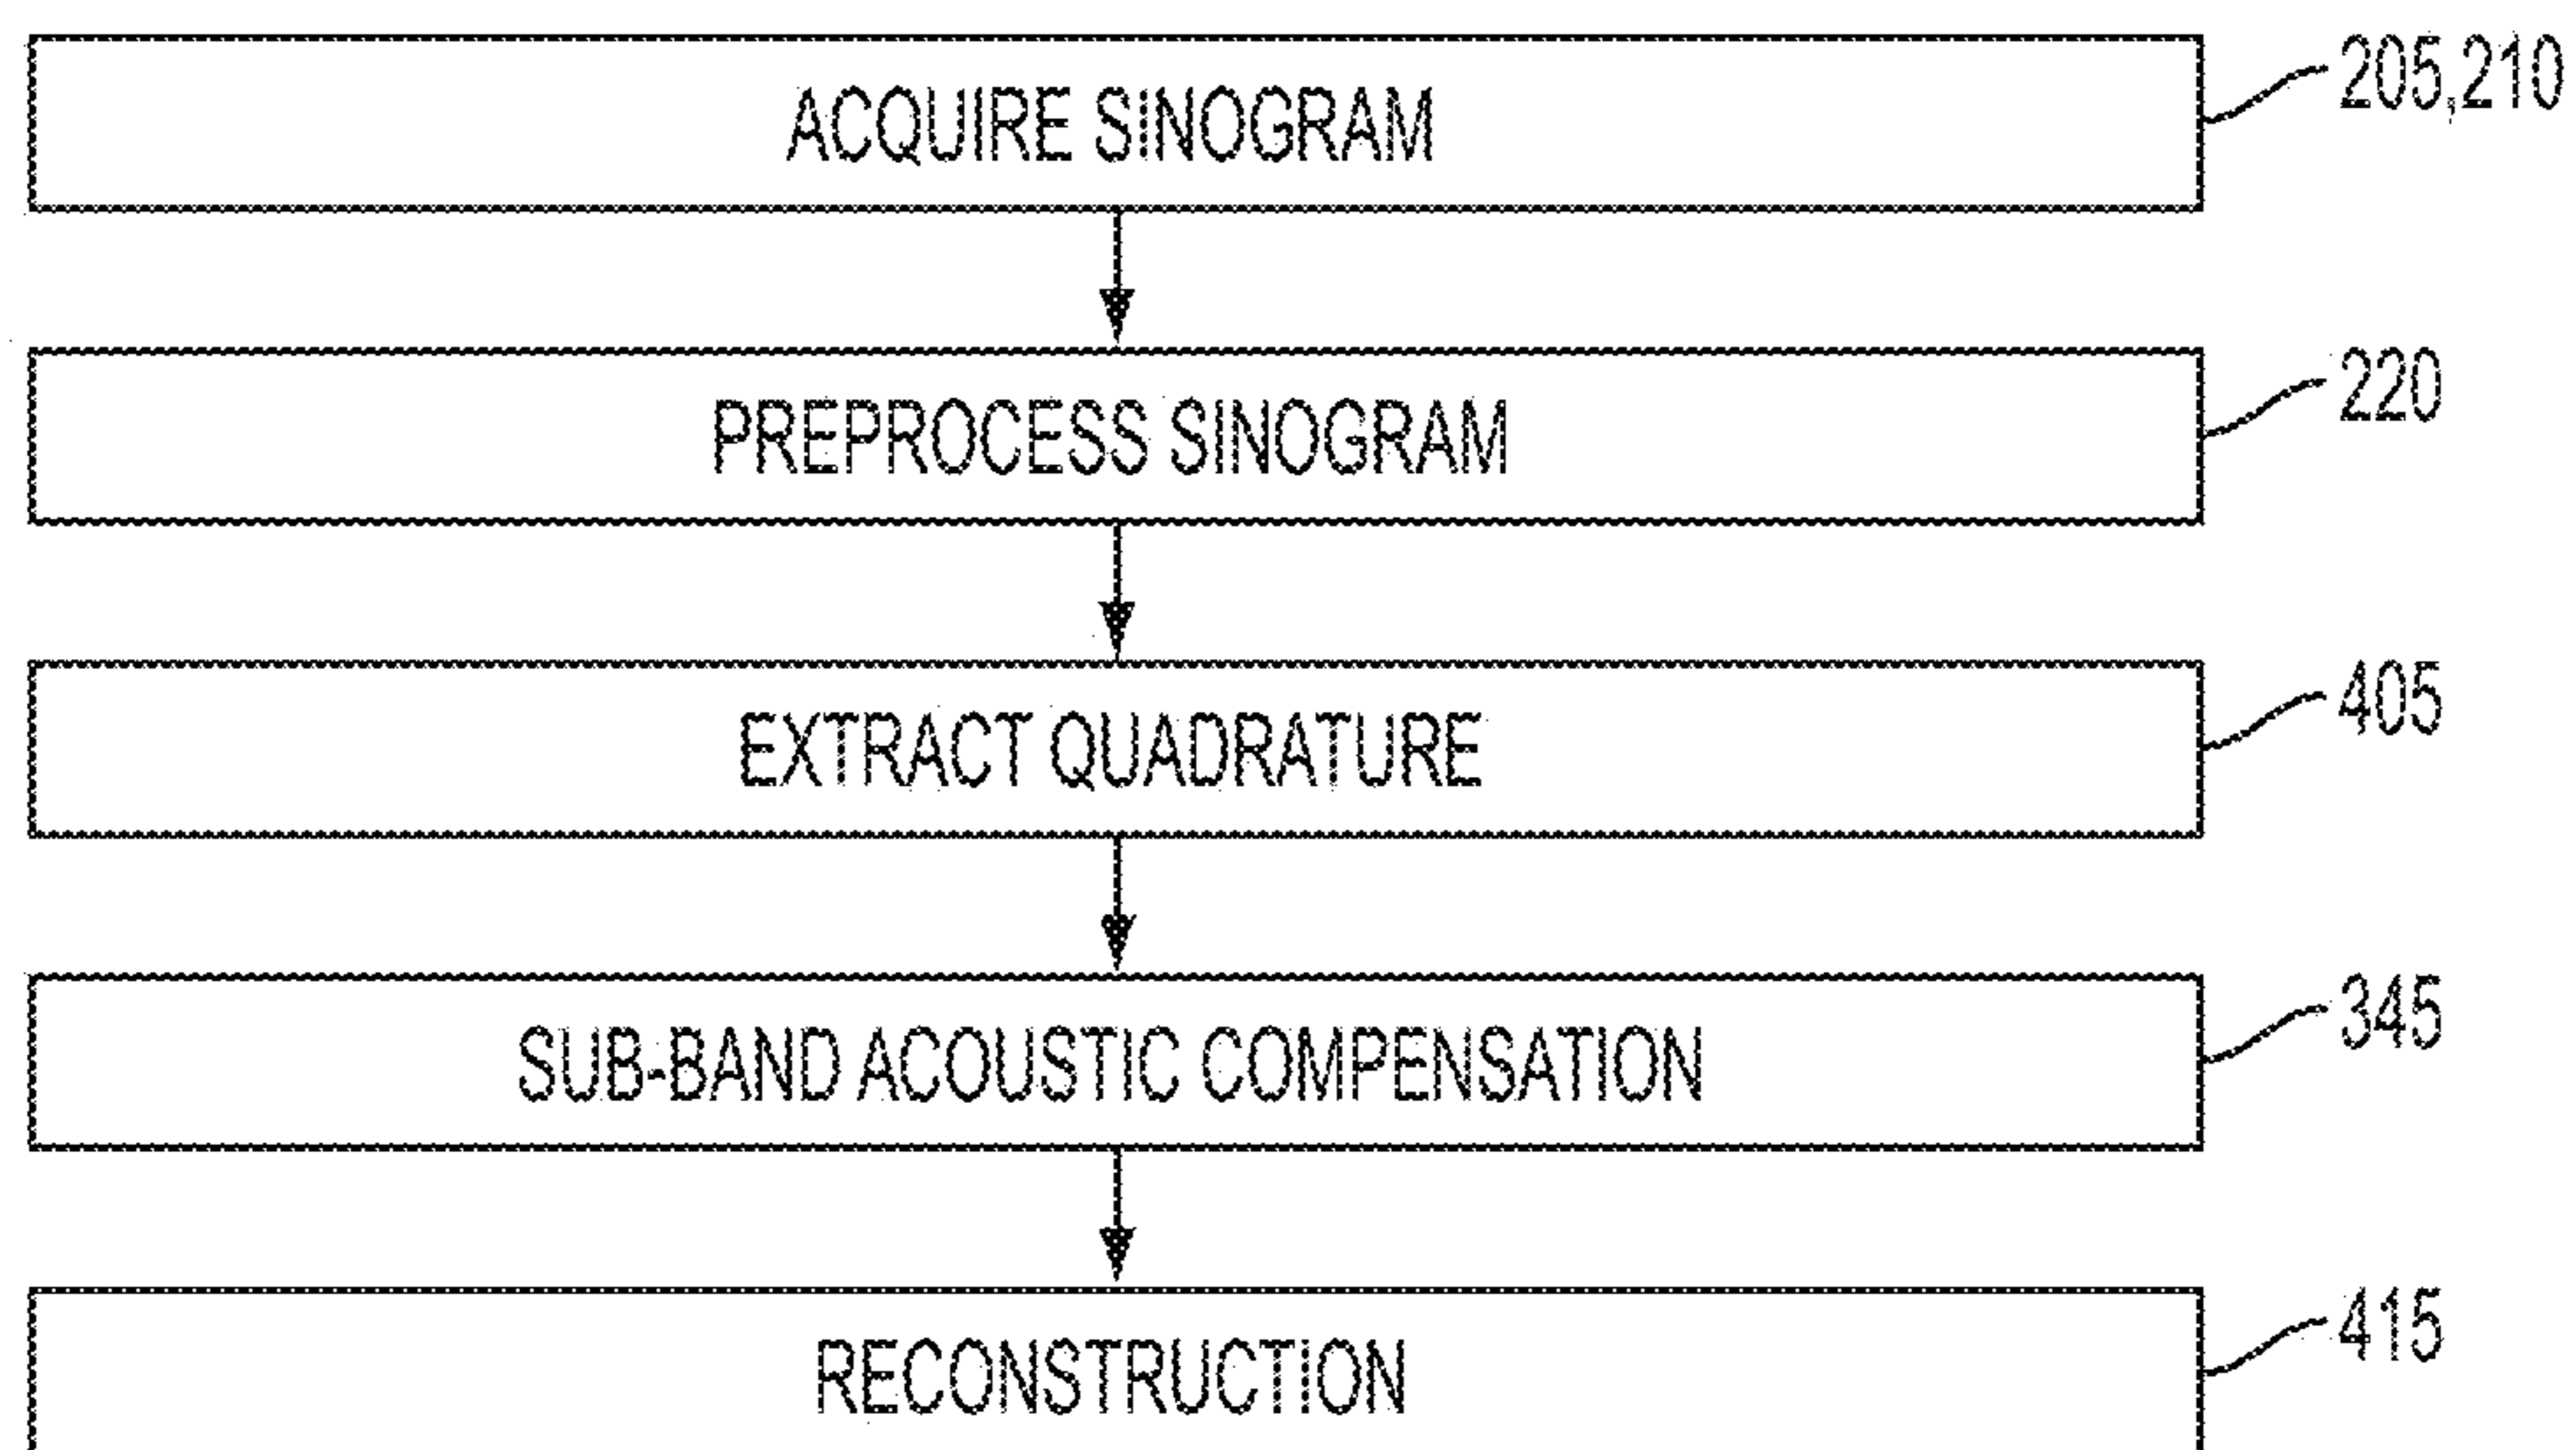 ACQUIRE SINOGRAM 205,210
PREPROCESS SINOGRAM 220
EXTRACT QUADRATURE 405
SUB-BAND ACOUSTIC COMPENSATION 345
RECONSTRUCTION 415